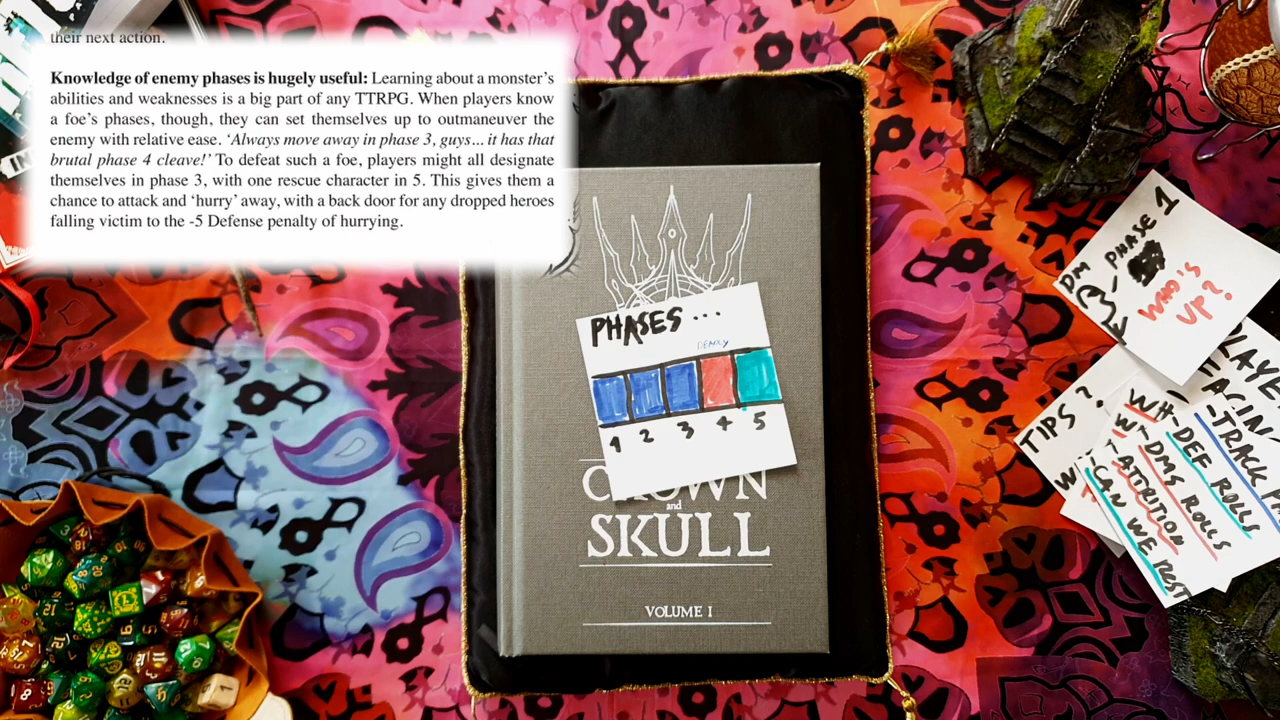 their next action.
Knowledge of enemy phases is hugely useful: Learning about a monster's
abilities and weaknesses is a big part of any TTRPG. When players know
a foe's phases, though, they can set themselves up to outmaneuver the
enemy with relative ease. ‘Always move away in phase 3, guys... it has that
brutal phase 4 cleave!’ To defeat such a foe, players might all designate
themselves in phase 3, with one rescue character in 5. This gives them a
chance to attack and ‘hurry’ away, with a back door for any dropped heroes
falling victim to the -5 Defense penalty of hurrying.
PHASES ...
DEADLY
1 2 3 4 5
CROWN
and
SKULL
VOLUME I
DM
PHASE 1
WHO'S
UP?
TIPS?
-TRACK
WH-DEF ROLLS
WT-DMS ROLLS
ATTRITION
CAN WE REST